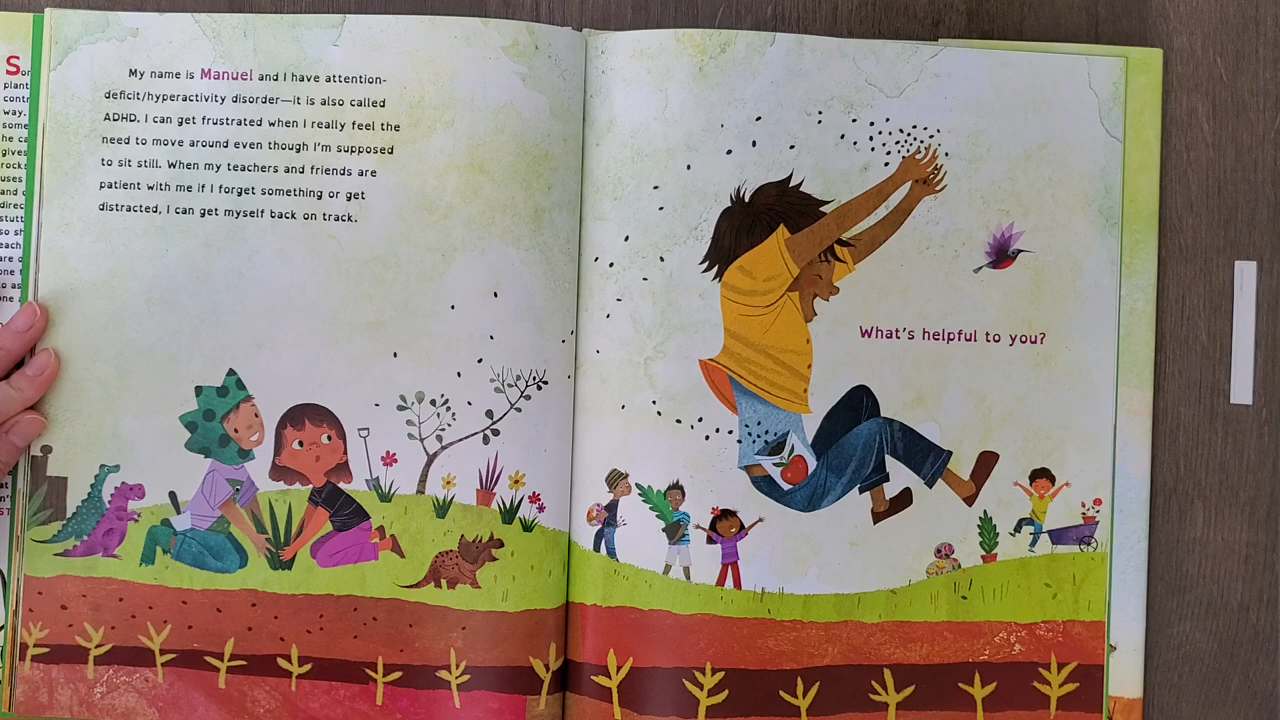 My name is Manuel and I have attention-
deficit/hyperactivity disorder—it is also called
ADHD. I can get frustrated when I really feel the
need to move around even though I'm supposed
to sit still. When my teachers and friends are
patient with me if I forget something or get
distracted, I can get myself back on track.
What's helpful to you?